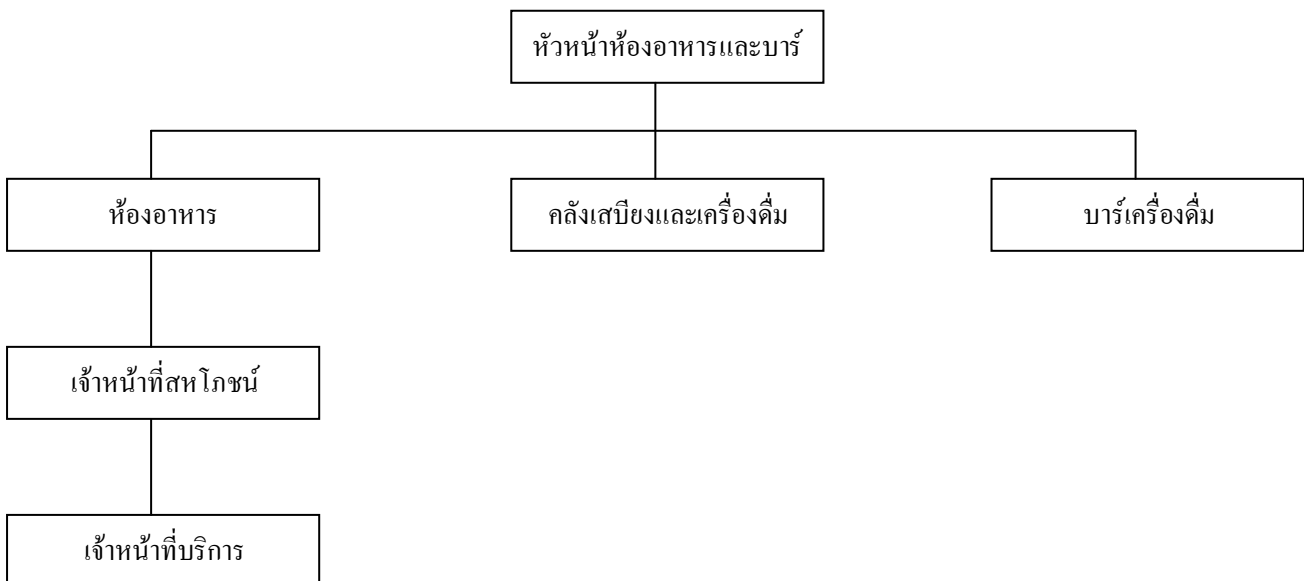 หัวหน้าห้องอาหารและบาร์
ห้องอาหาร
คลังเสบียงและเครื่องดื่ม
บาร์เครื่องดื่ม
เจ้าหน้าที่สหโภชน์
เจ้าหน้าที่บริการ